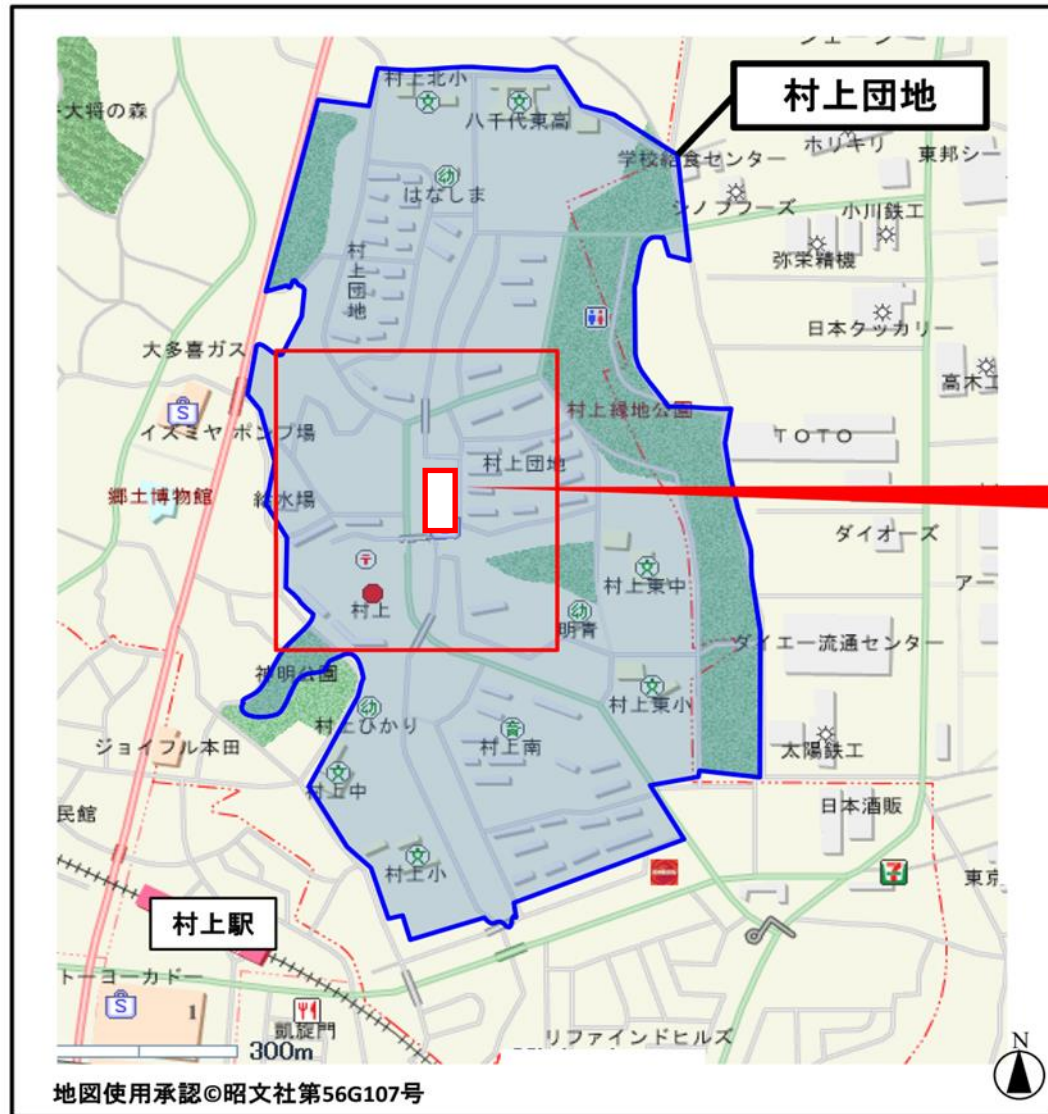 村上団地
村上北小
八千代東高
大将の森
学校給食センター
ホリキリ
東邦シー
はなしま
シノブフーズ
小川鉄工
弥栄精機
村上団地
日本タッカリー
大多喜ガス
高木工
村上緑地公園
イズミヤ ポンプ場
TOTO
村上団地
郷土博物館
給水場
ダイオーズ
〒
村上東中
アー
村上
明青
ダイエー流通センター
神明公園
村上東小
村上ひかり
ジョイフル本田
村上南
太陽鉄工
村上中
民館
日本酒販
村上小
東京
村上駅
トーヨーカドー
S
1
凱旋門
リファインドヒルズ
300m
N
地図使用承認©昭文社第56G107号